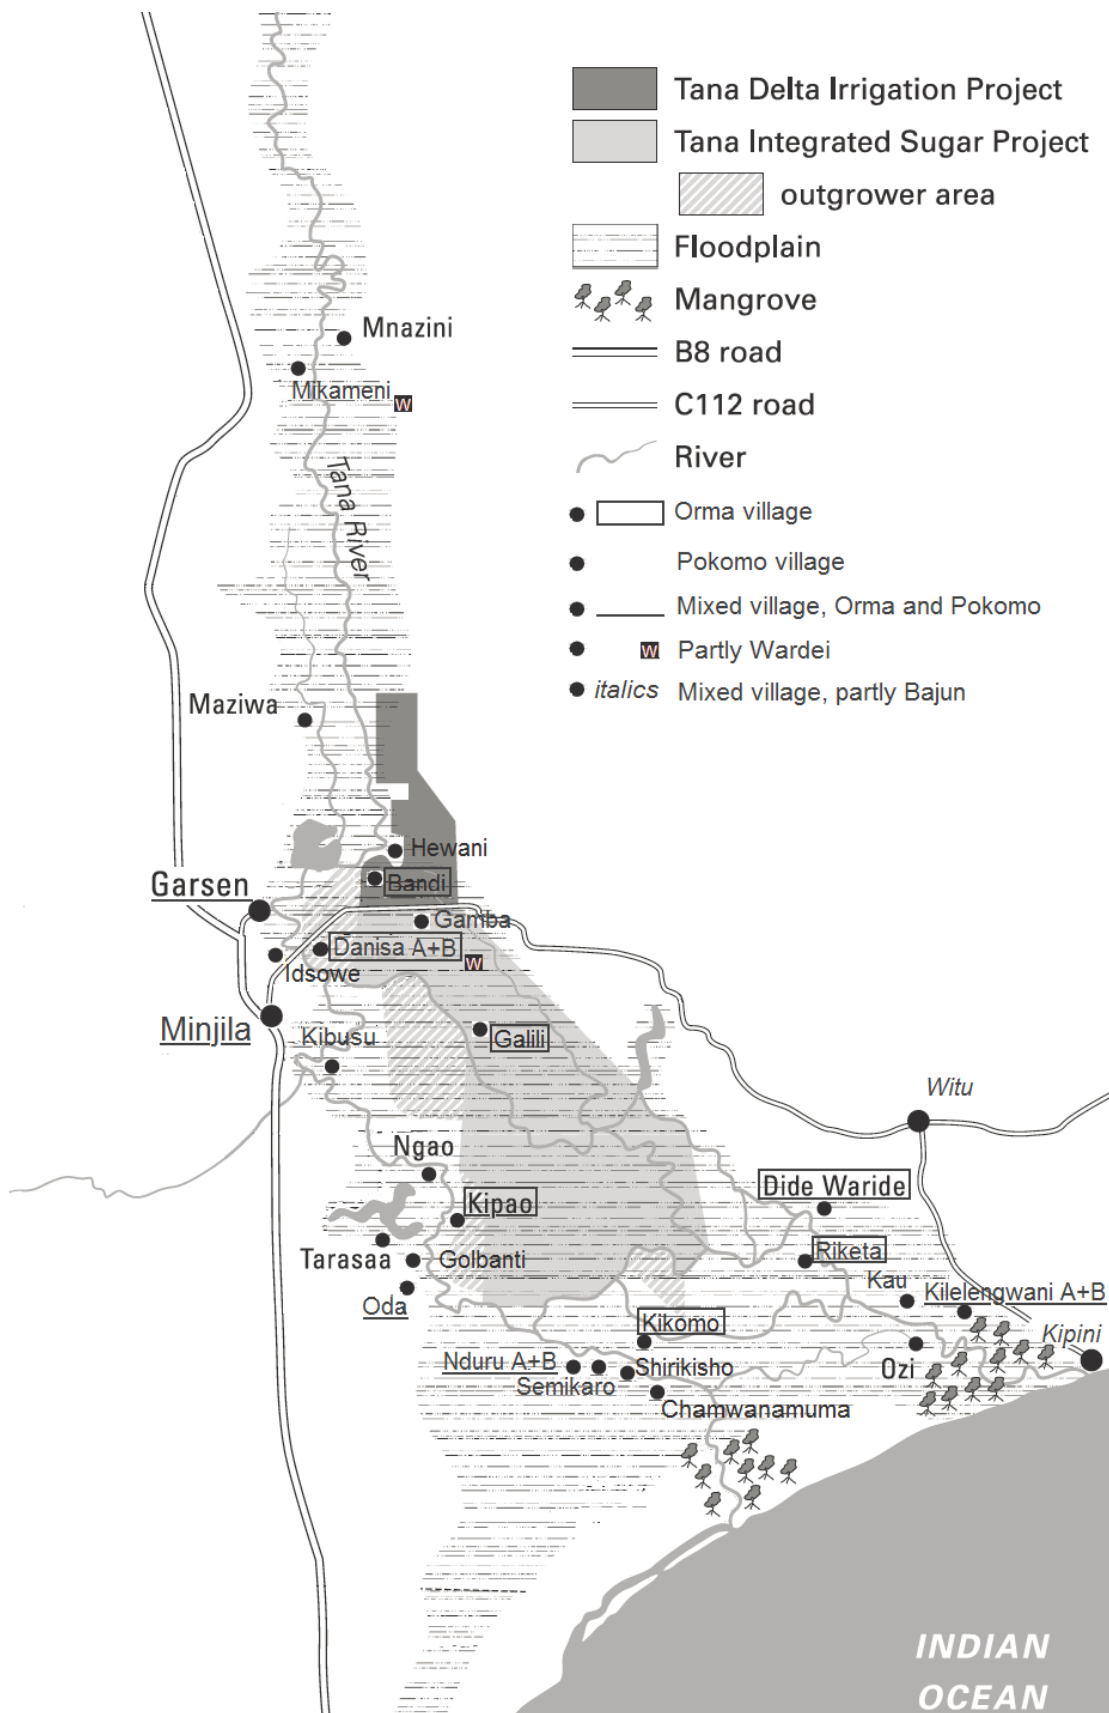 Tana Delta Irrigation Project
Tana Integrated Sugar Project
outgrower area
Floodplain
Mangrove
B8 road
C112 road
River
Orma village
Pokomo village
Mixed village, Orma and Pokomo
W Partly Wardei
italics Mixed village, partly Bajun
Mnazini
Mikameni
W
Tana River
Maziwa
Hewani
Bandi
Garsen
Gamba
Danisa A+B
W
Idsowe
Minjila
Kibusu
Galili
Witu
Ngao
Dide Waride
Kipao
Tarasaa
Golbanti
Riketa
Oda
Kau
Kilelengwani A+B
Kikomo
Kipini
Nduru A+B
Shirikisho
Ozi
Semikaro
Chamwanamuma
INDIAN
OCEAN